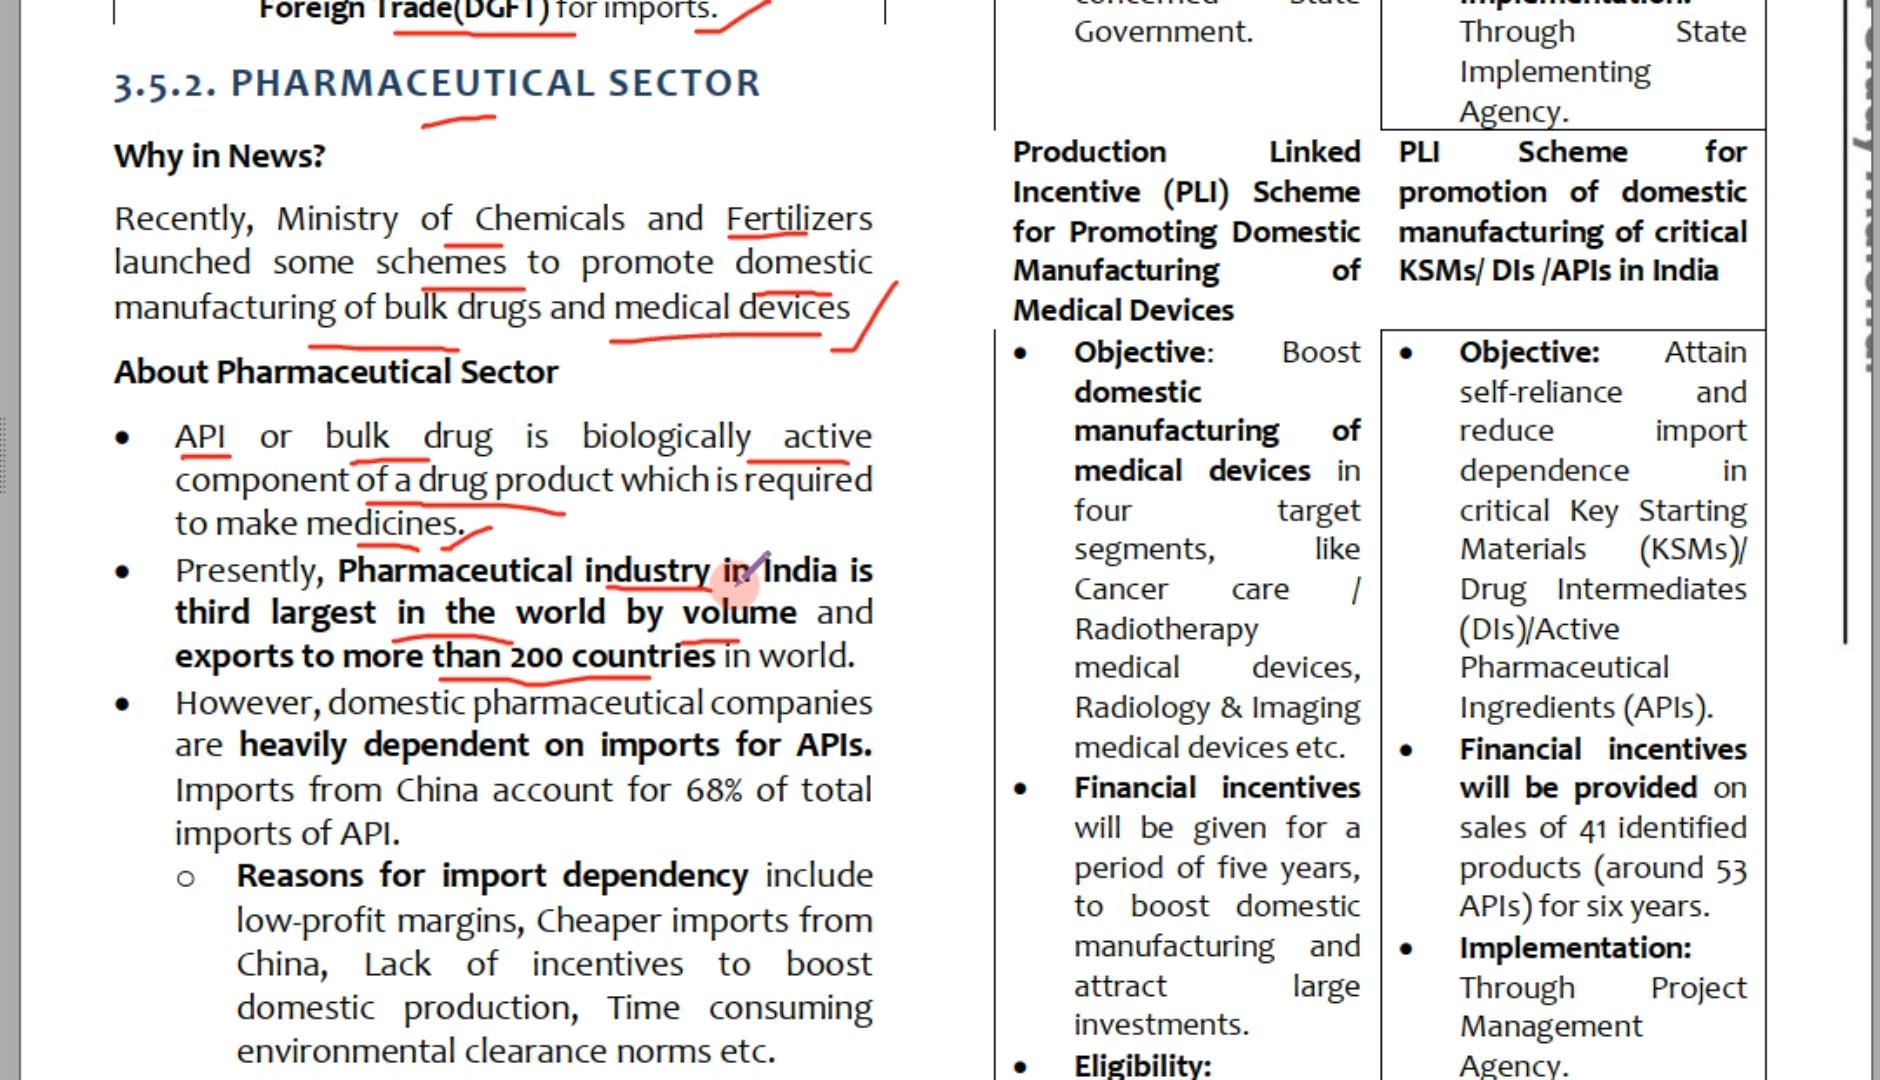 Foreign Trade(DGFT) for imports.
3.5.2. PHARMACEUTICAL SECTOR
Why in News?
Recently, Ministry of Chemicals and Fertilizers
launched some schemes to promote domestic
manufacturing of bulk drugs and medical devices
About Pharmaceutical Sector
• API or bulk drug is biologically active
component of a drug product which is required
to make medicines.
• Presently, Pharmaceutical industry in India is
third largest in the world by volume and
exports to more than 200 countries in world.
• However, domestic pharmaceutical companies
are heavily dependent on imports for APIs.
Imports from China account for 68% of total
imports of API.
o Reasons for import dependency include
low-profit margins, Cheaper imports from
China, Lack of incentives to boost
domestic production, Time consuming
environmental clearance norms etc.
concerned State
Government.
Production Linked
Incentive (PLI) Scheme
for Promoting Domestic
Manufacturing of
Medical Devices
• Objective: Boost
domestic
manufacturing of
medical devices in
four target
segments, like
Cancer care /
Radiotherapy
medical devices,
Radiology & Imaging
medical devices etc.
• Financial incentives
will be given for a
period of five years,
to boost domestic
manufacturing and
attract large
investments.
• Eligibility:
Implementation:
Through State
Implementing
Agency.
PLI Scheme for
promotion of domestic
manufacturing of critical
KSMs/ DIs /APIs in India
• Objective: Attain
self-reliance and
reduce import
dependence in
critical Key Starting
Materials (KSMs)/
Drug Intermediates
(DIs)/Active
Pharmaceutical
Ingredients (APIs).
• Financial incentives
will be provided on
sales of 41 identified
products (around 53
APIs) for six years.
• Implementation:
Through Project
Management
Agency.